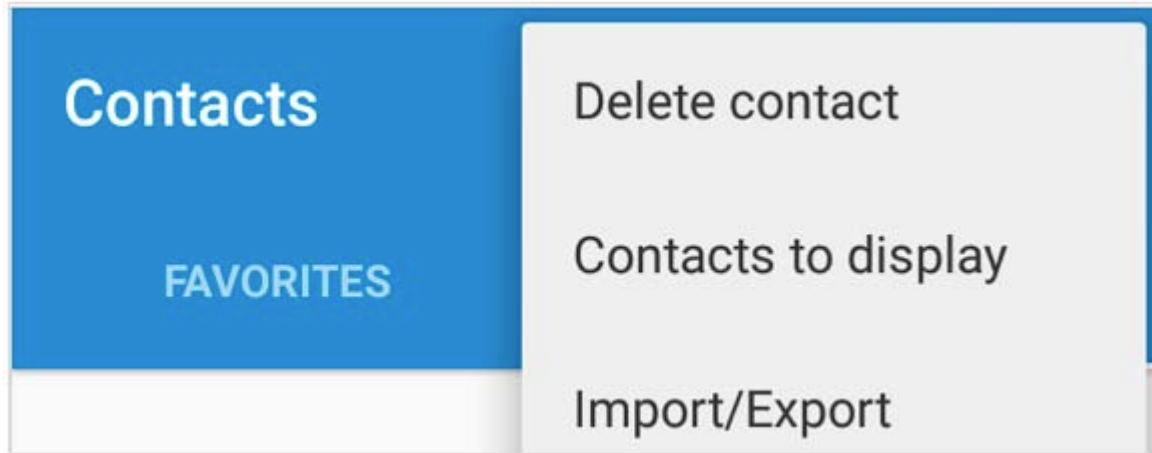 Contacts
FAVORITES
Delete contact
Contacts to display
Import/Export